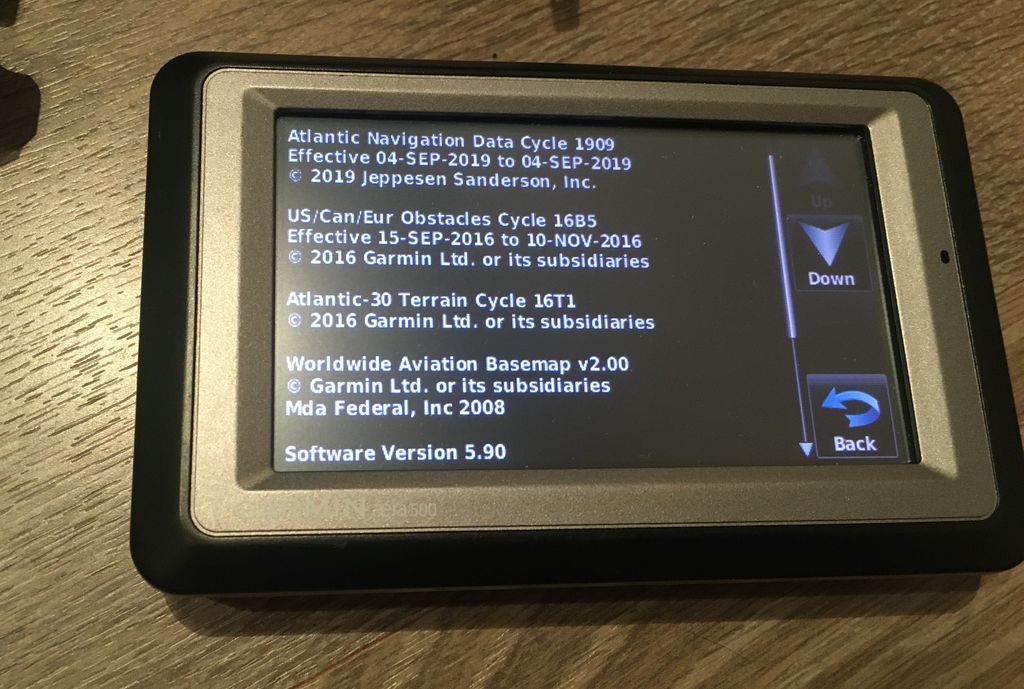 Atlantic Navigation Data Cycle 1909
Effective 04-SEP-2019 to 04-SEP-2019
© 2019 Jeppesen Sanderson, Inc.
US/Can/Eur Obstacles Cycle 16B5
Effective 15-SEP-2016 to 10-NOV-2016
© 2016 Garmin Ltd. or its subsidiaries
Atlantic-30 Terrain Cycle 16T1
© 2016 Garmin Ltd. or its subsidiaries
Worldwide Aviation Basemap v2.00
© Garmin Ltd. or its subsidiaries
Mda Federal, Inc 2008
Software Version 5.90
Up
Down
Back
GARMIN aera 500